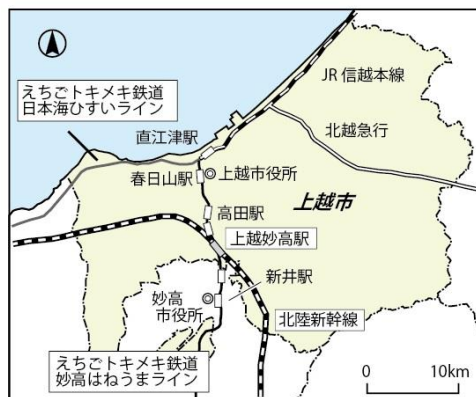 えちごトキメキ鉄道
日本海ひすいライン
JR信越本線
直江津駅
北越急行
春日山駅
上越市役所
高田駅
上越市
上越妙高駅
新井駅
妙高
市役所
北陸新幹線
えちごトキメキ鉄道
妙高はねうまライン
0 10km